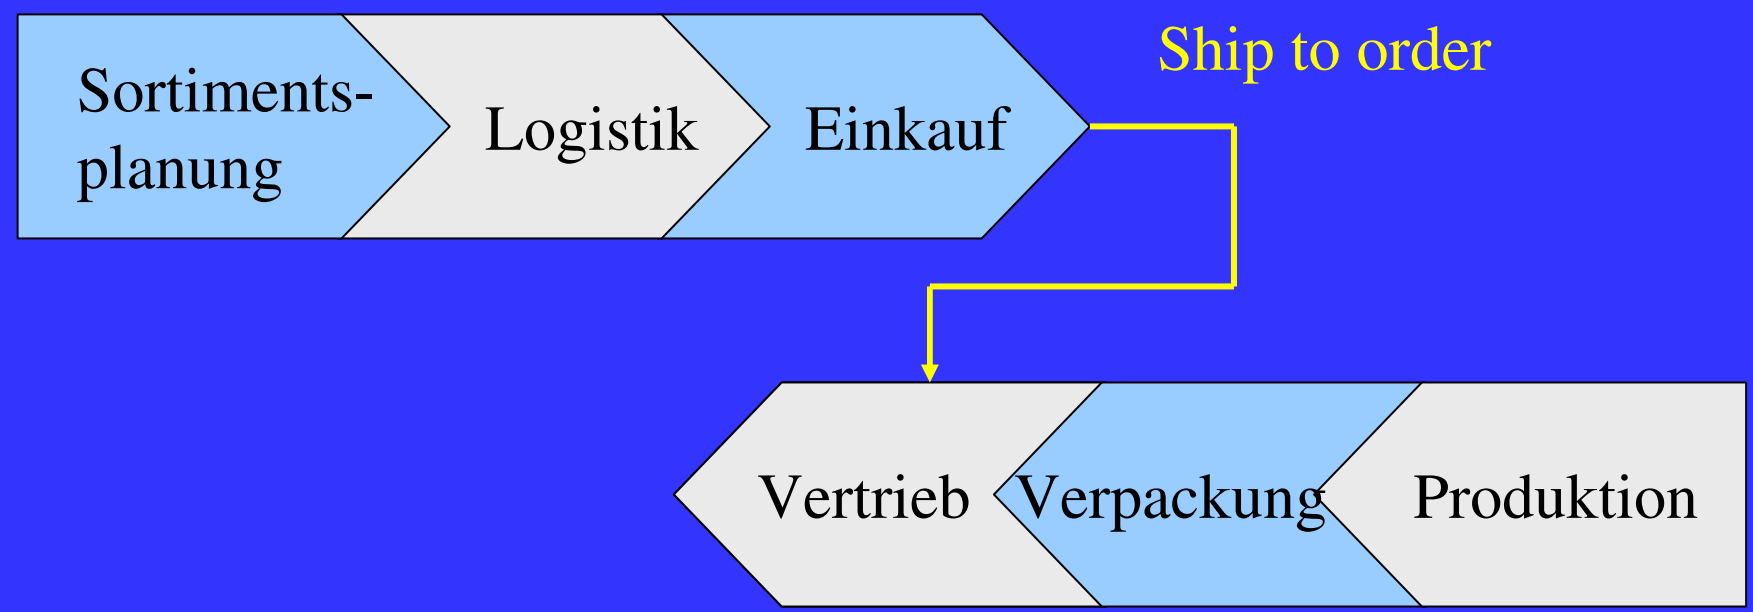 Sortiments-
planung
Logistik
Einkauf
Ship to order
Vertrieb
Verpackung
Produktion